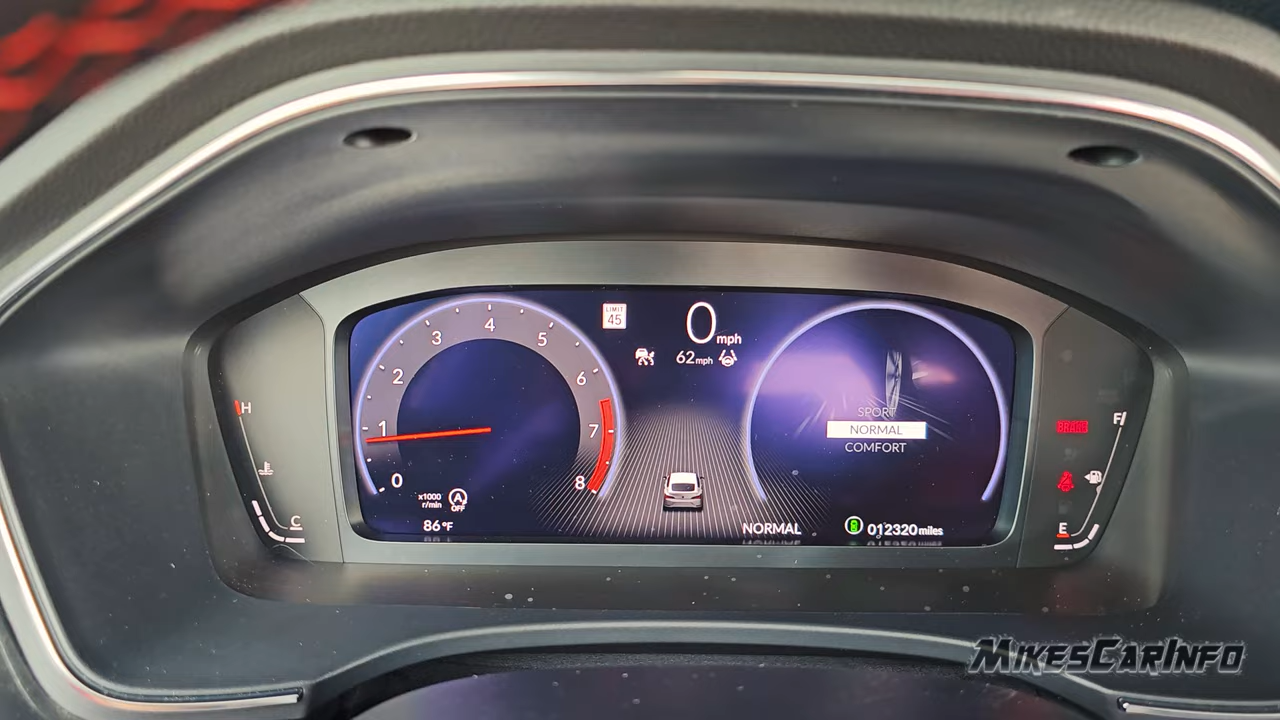 LIMIT
45
0 mph
62 mph
0
1
2
3
4
5
6
7
8
x1000
r/min
A
OFF
86 °F
H
C
SPORT
NORMAL
COMFORT
NORMAL
012320 miles
BRAKE
F
E
MIKESCARINFO